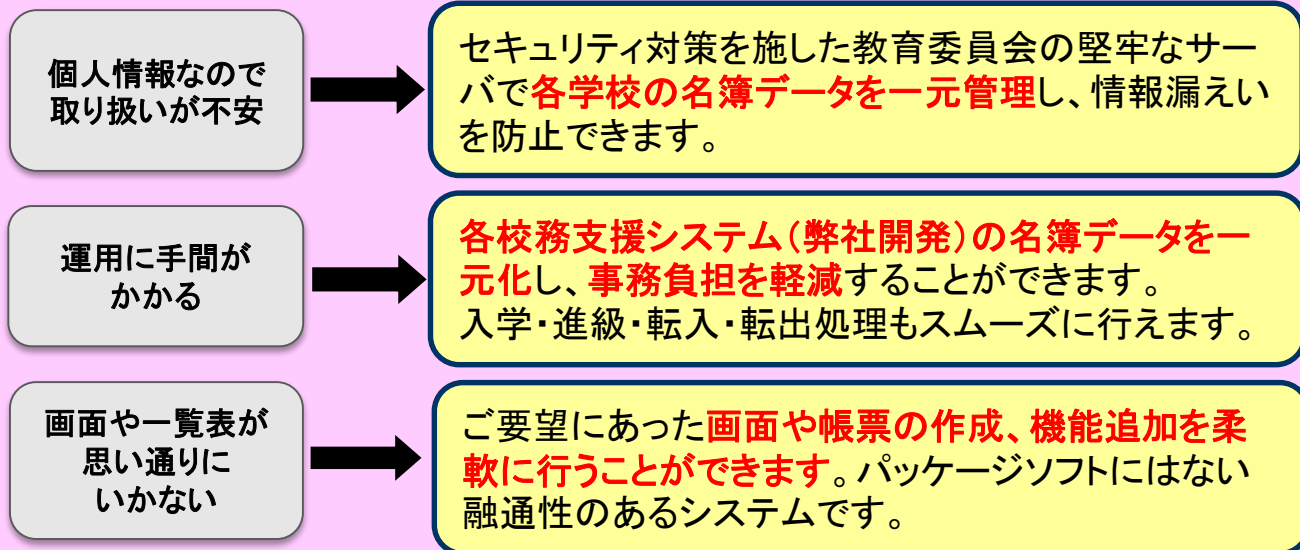 個人情報なので
取り扱いが不安
セキュリティ対策を施した教育委員会の堅牢なサー
バで各学校の名簿データを一元管理し、情報漏えい
を防止できます。
運用に手間が
かかる
各校務支援システム（弊社開発）の名簿データを一
元化し、事務負担を軽減することができます。
入学・進級・転入・転出処理もスムーズに行えます。
画面や一覧表が
思い通りに
いかない
ご要望にあった画面や帳票の作成、機能追加を柔
軟に行うことができます。パッケージソフトにはない
融通性のあるシステムです。